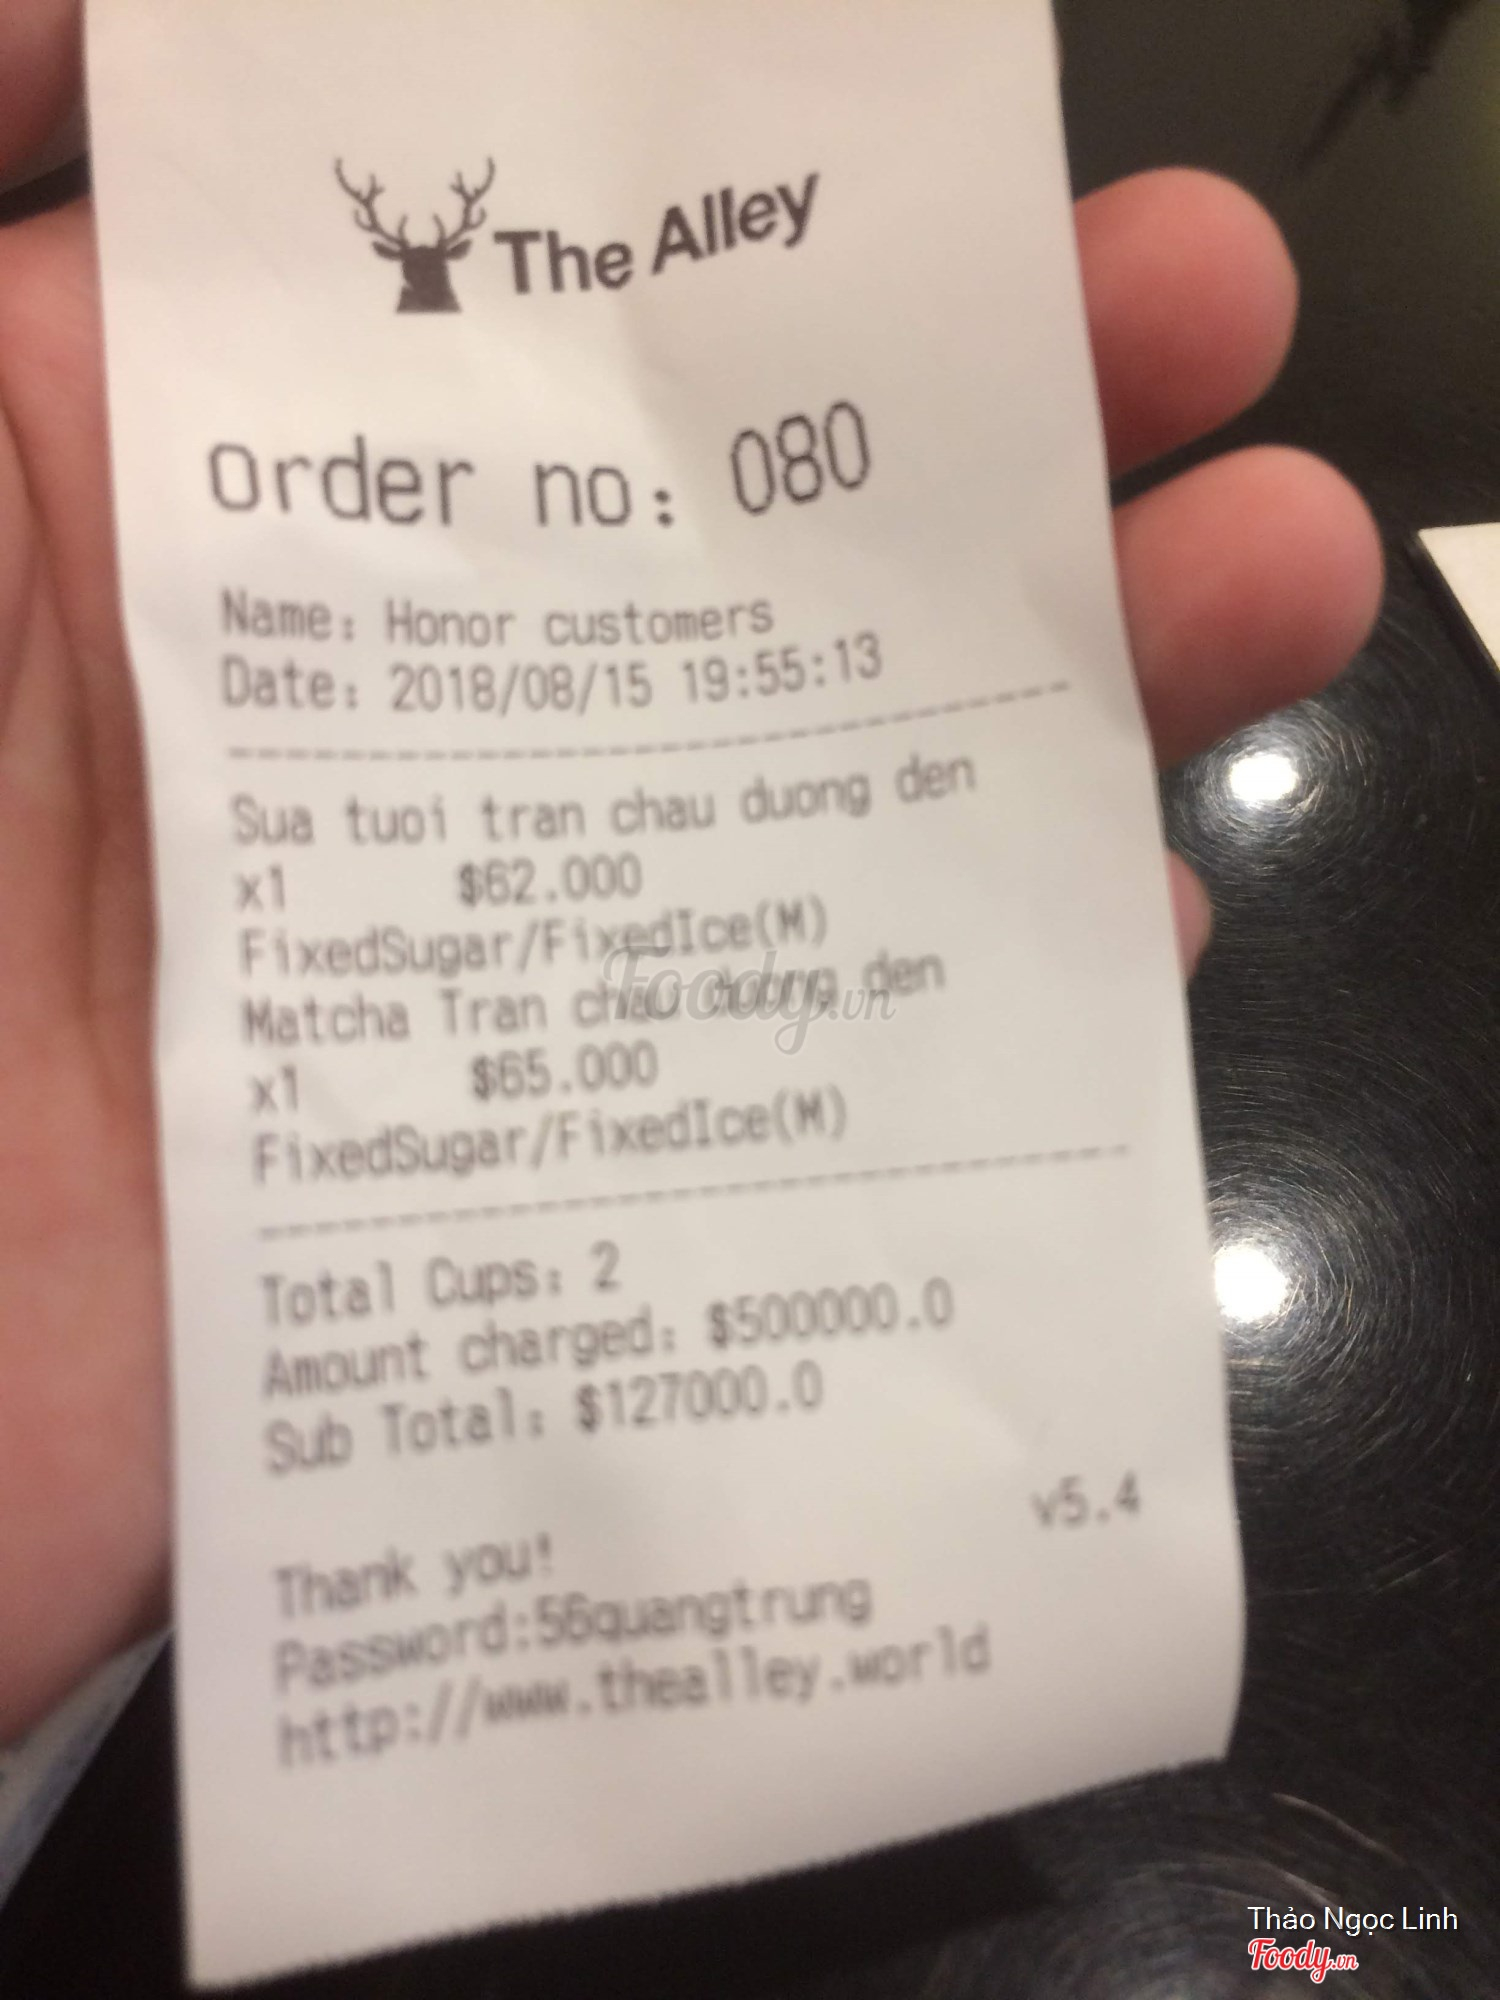 The Alley
Order no: 080
Name: Honor customers
Date: 2018/08/15 19:55:13
Sua tuoi tran chau duong den
x1 $62.000
FixedSugar/FixedIce(M)
Matcha Tran chau duong den
x1 $65.000
FixedSugar/FixedIce(M)
Foody.vn
Total Cups: 2
Amount charged: $500000.0
Sub Total: $127000.0
v5.4
Thank you!
Password:56quangtrung
http://www.thealley.world
Thảo Ngọc Linh
Foody.vn